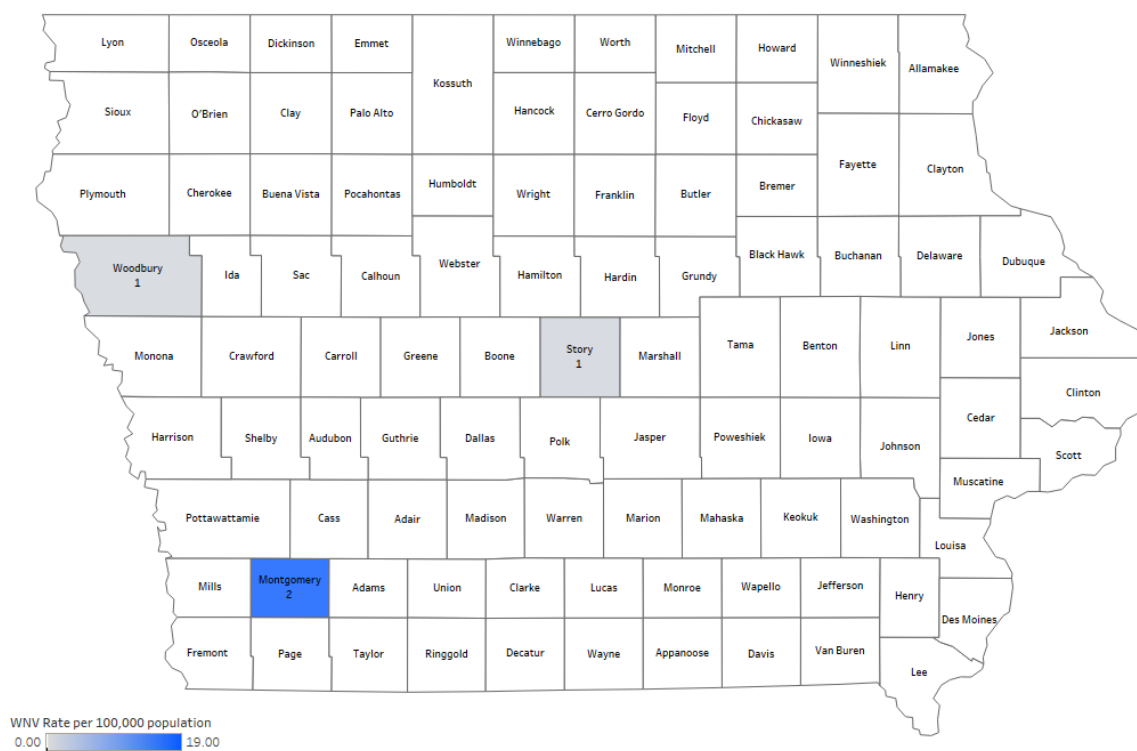 Lyon
Osceola
Dickinson
Emmet
Kossuth
Winnebago
Worth
Mitchell
Howard
Winneshiek
Allamakee
Sioux
O'Brien
Clay
Palo Alto
Hancock
Cerro Gordo
Floyd
Chickasaw
Fayette
Clayton
Plymouth
Cherokee
Buena Vista
Pocahontas
Humboldt
Wright
Franklin
Butler
Bremer
Woodbury
1
Ida
Sac
Calhoun
Webster
Hamilton
Hardin
Grundy
Black Hawk
Buchanan
Delaware
Dubuque
Monona
Crawford
Carroll
Greene
Boone
Story
1
Marshall
Tama
Benton
Linn
Jones
Jackson
Clinton
Harrison
Shelby
Audubon
Guthrie
Dallas
Polk
Jasper
Poweshiek
Iowa
Johnson
Cedar
Scott
Muscatine
Pottawattamie
Cass
Adair
Madison
Warren
Marion
Mahaska
Keokuk
Washington
Louisa
Mills
Montgomery
2
Adams
Union
Clarke
Lucas
Monroe
Wapello
Jefferson
Henry
Des Moines
Fremont
Page
Taylor
Ringgold
Decatur
Wayne
Appanoose
Davis
Van Buren
Lee
WNV Rate per 100,000 population
0.00 19.00